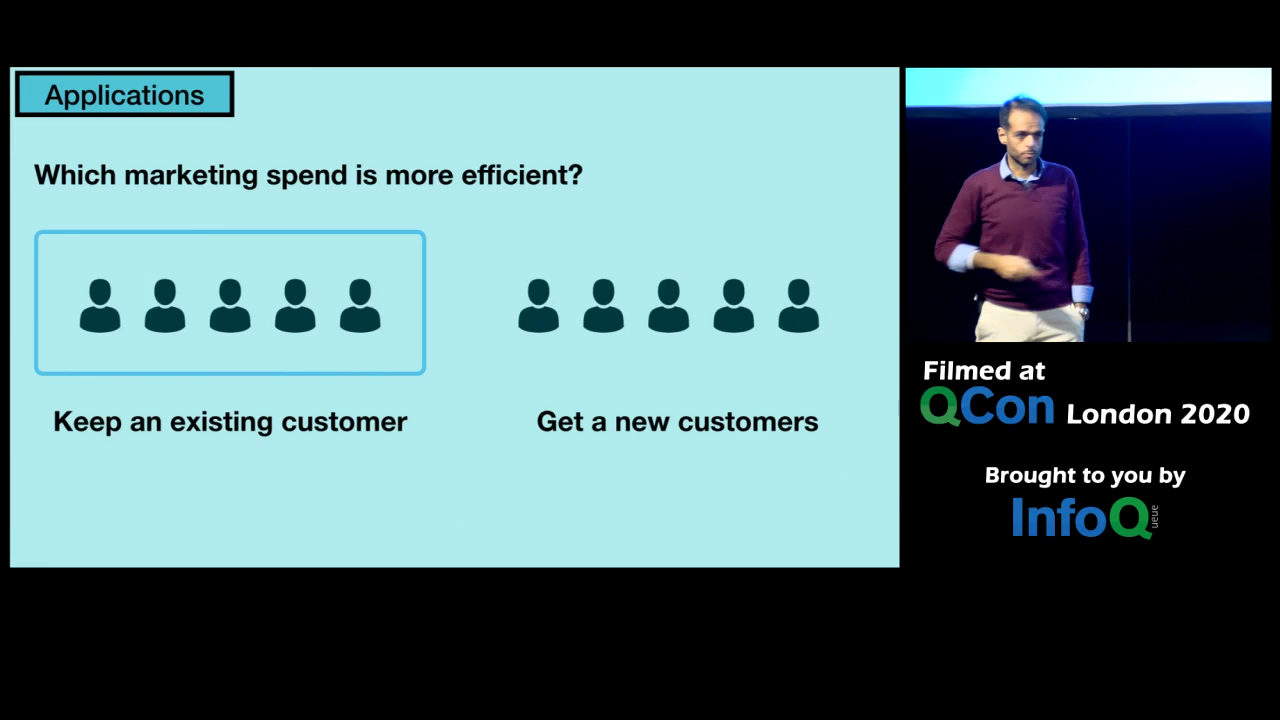 Applications
Which marketing spend is more efficient?
Keep an existing customer
Get a new customers
Filmed at
QCon London 2020
Brought to you by
InfoQueue